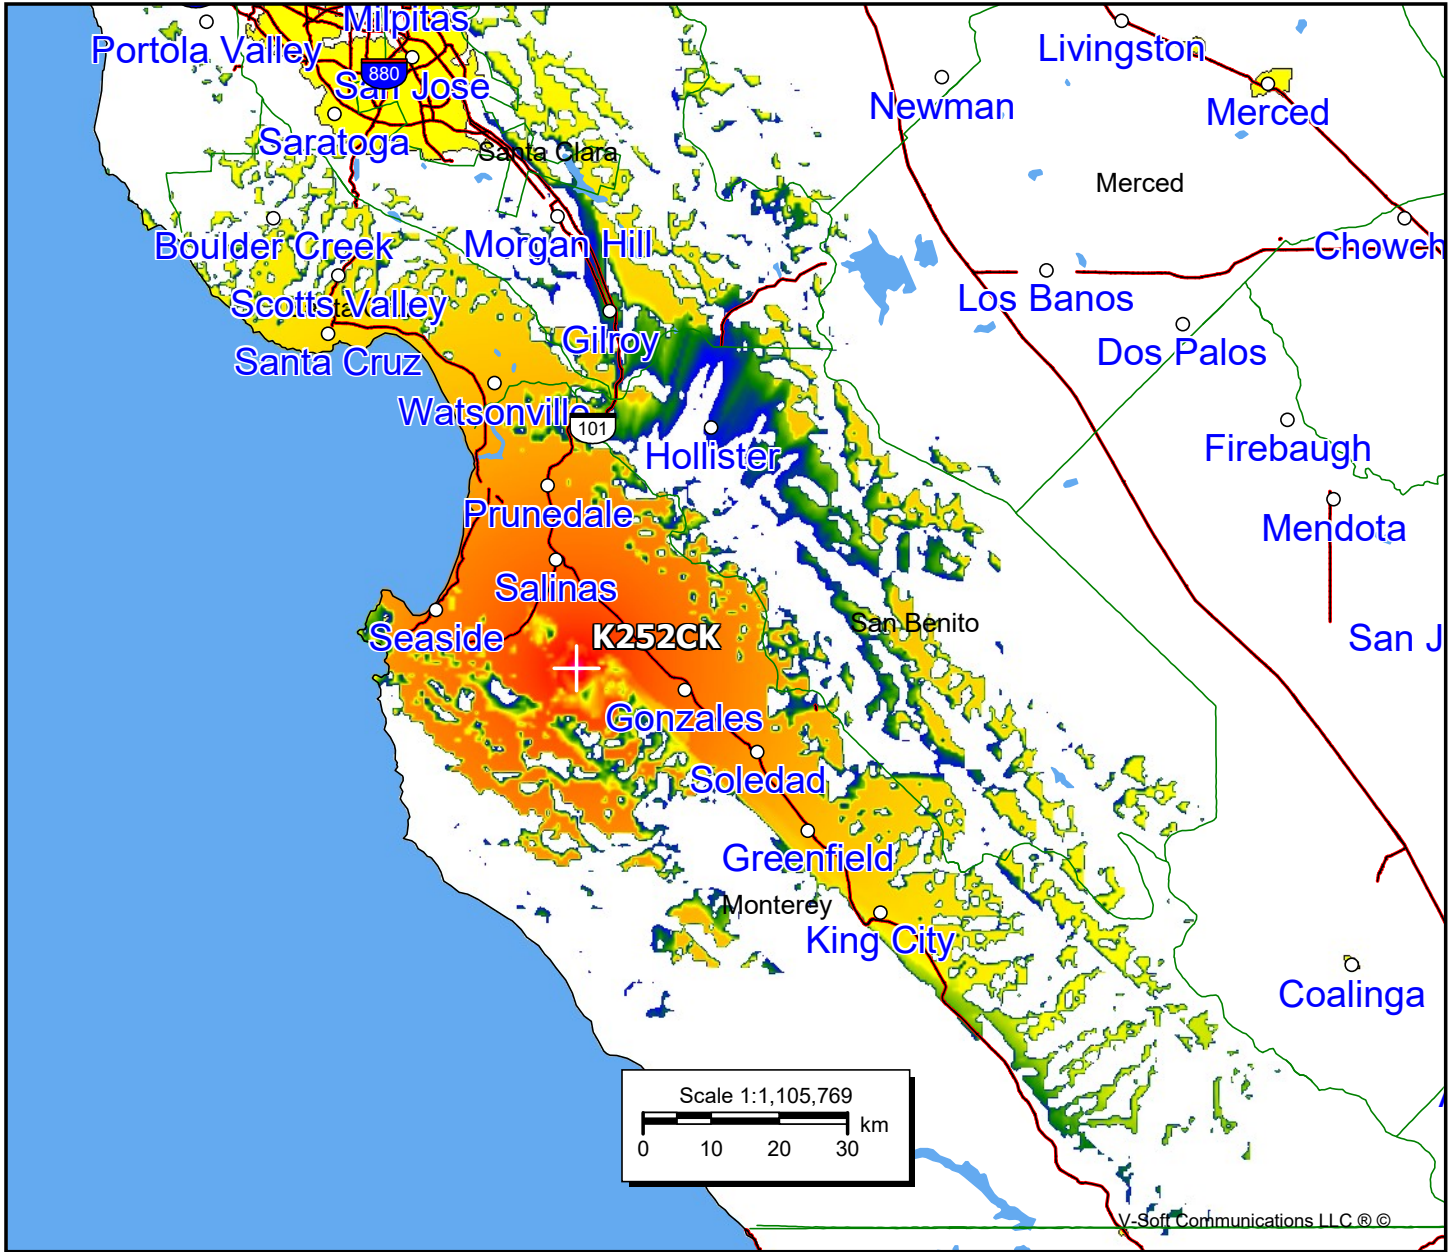 Milpitas
Portola Valley
Livingston
880
San Jose
Newman
Merced
Saratoga
Santa Clara
Merced
Boulder Creek
Morgan Hill
Chowch
Scotts Valley
Los Banos
Gilroy
Santa Cruz
Dos Palos
Watsonville
101
Hollister
Firebaugh
Prunedale
Mendota
Salinas
San Benito
Seaside
K252CK
San J
Gonzales
Soledad
Greenfield
Monterey
King City
Coalinga
Scale 1:1,105,769
km
0 10 20 30
V-Soft Communications LLC ® ©